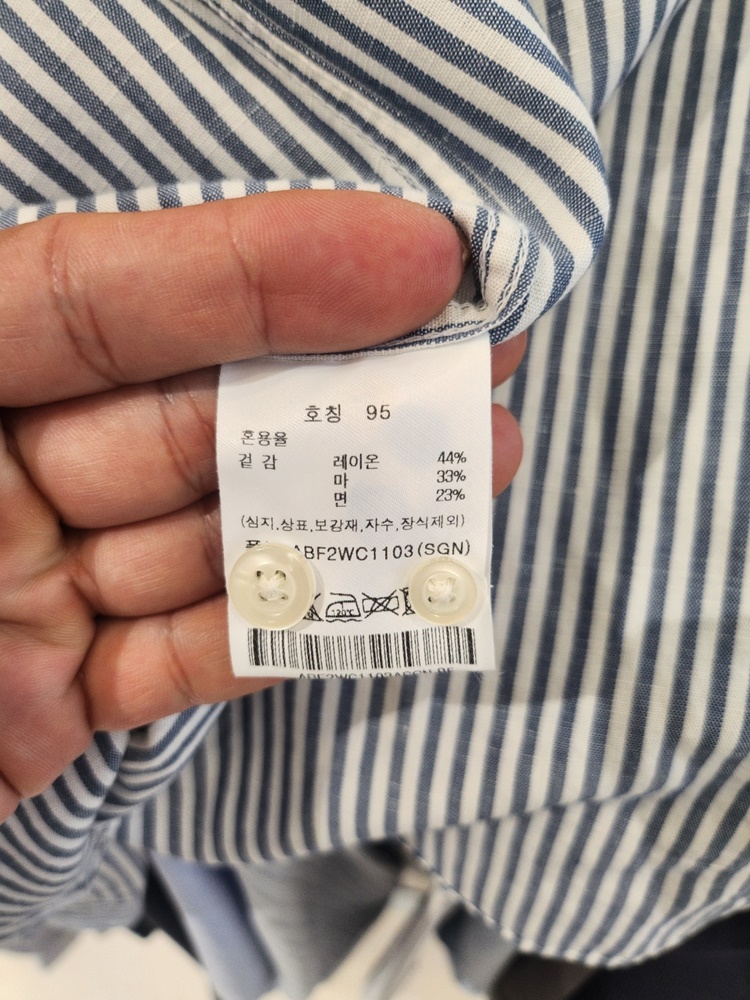 호칭 95
혼용율
겉 감 레이온 44%
마 33%
면 23%
(심지,상표,보강재,자수,장식제외)
ABF2WC1103(SGN)
120℃